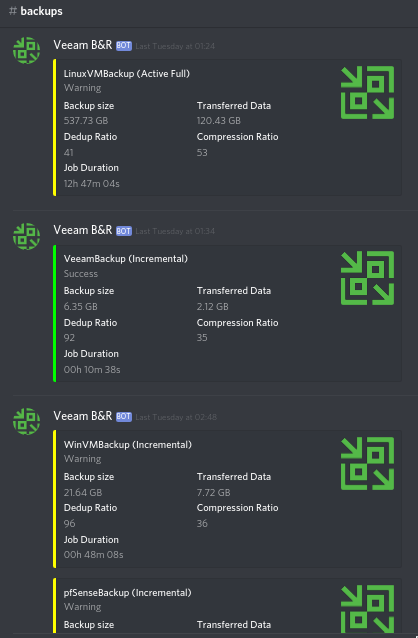 # backups
Veeam B&R BOT Last Tuesday at 01:24
LinuxVMBackup (Active Full)
Warning
Backup size Transferred Data
537.73 GB 120.43 GB
Dedup Ratio Compression Ratio
41 53
Job Duration
12h 47m 04s
Veeam B&R BOT Last Tuesday at 01:34
VeeamBackup (Incremental)
Success
Backup size Transferred Data
6.35 GB 2.12 GB
Dedup Ratio Compression Ratio
92 35
Job Duration
00h 10m 38s
Veeam B&R BOT Last Tuesday at 02:48
WinVMBackup (Incremental)
Warning
Backup size Transferred Data
21.64 GB 7.72 GB
Dedup Ratio Compression Ratio
96 36
Job Duration
00h 48m 08s
pfSenseBackup (Incremental)
Warning
Backup size Transferred Data